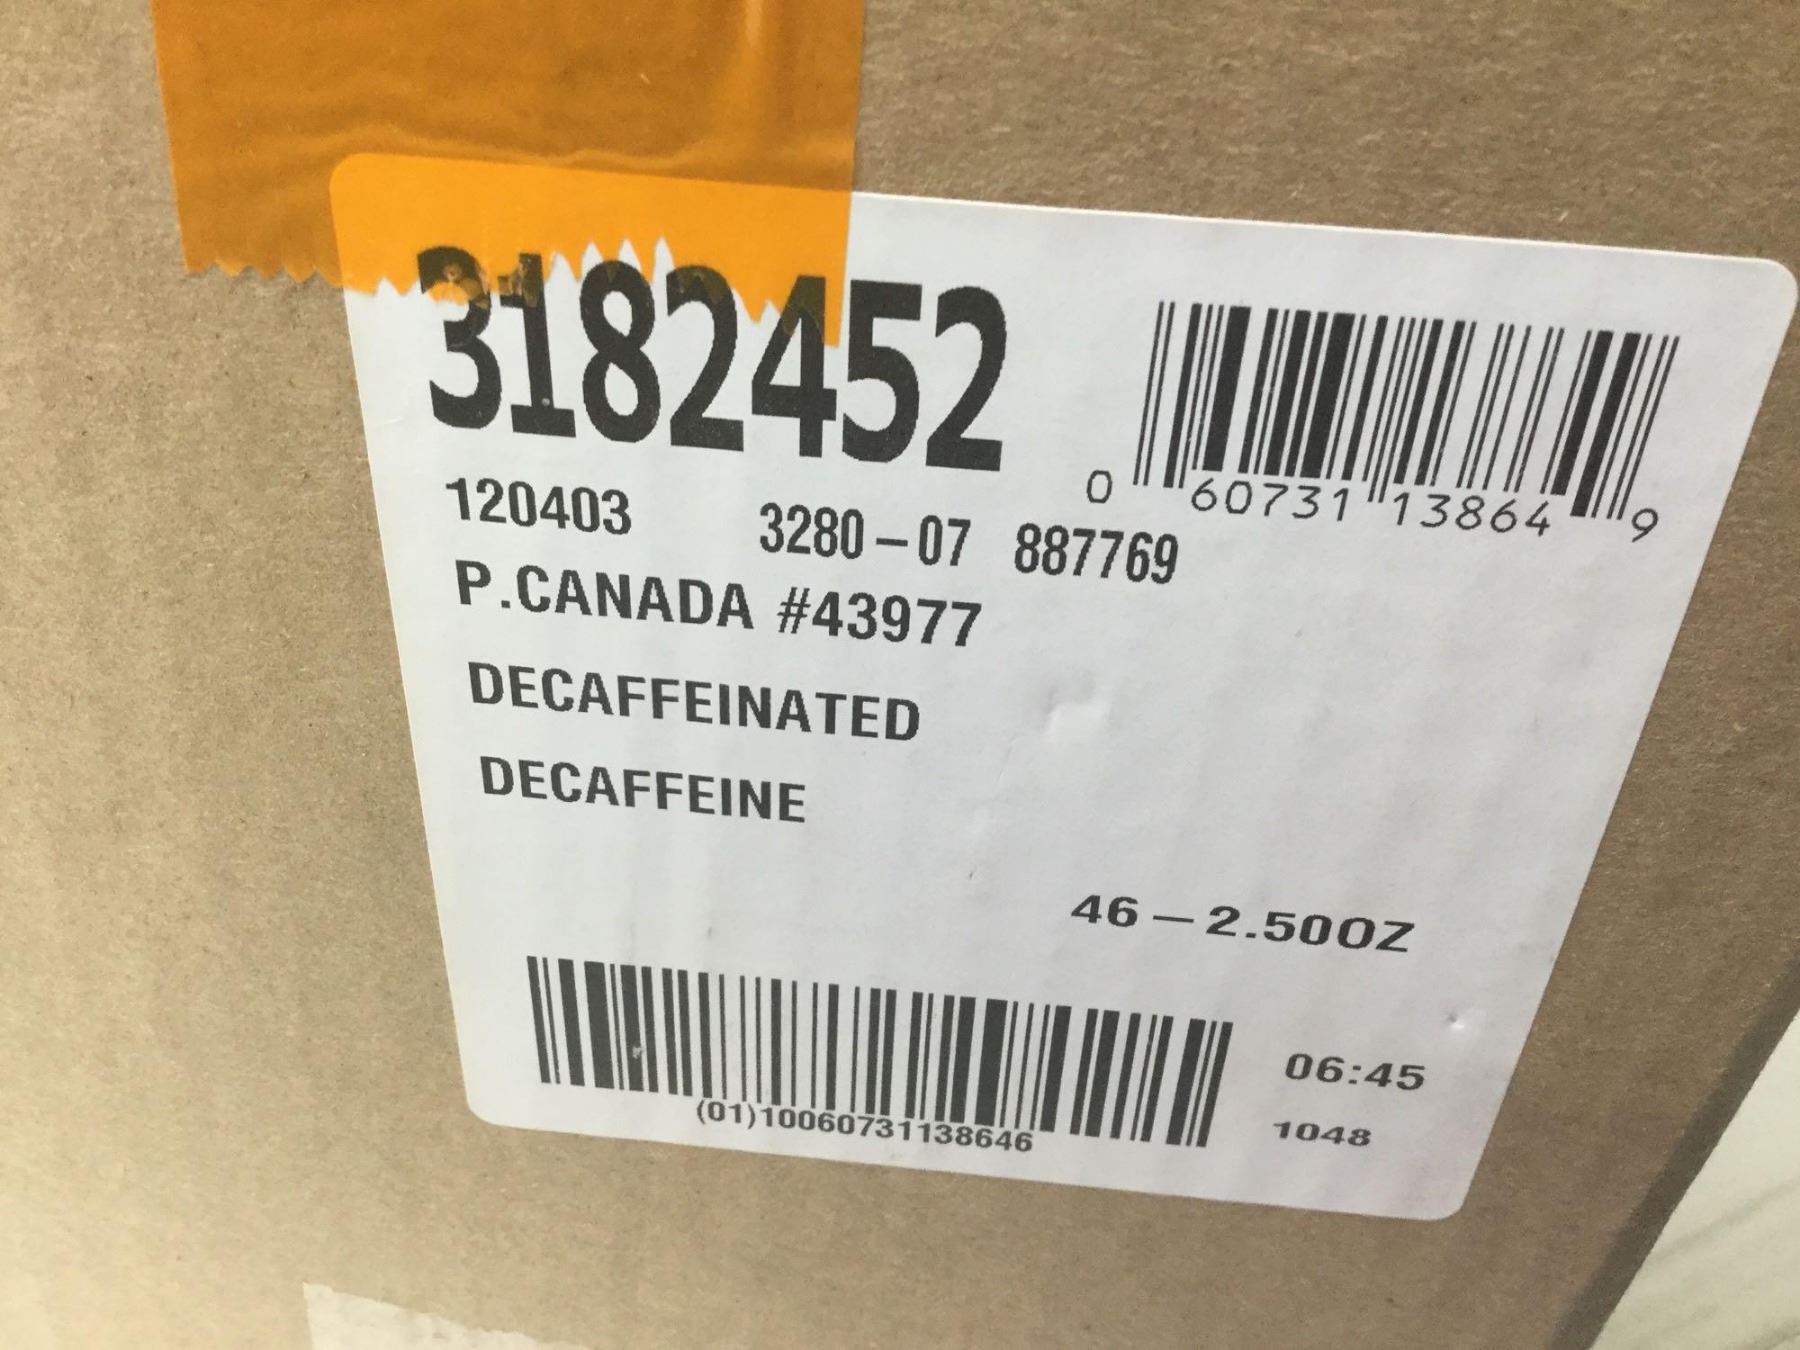 3182452
0 60731 13864 9
120403 3280-07 887769
P.CANADA #43977
DECAFFEINATED
DECAFFEINE
46-2.50OZ
(01)10060731138646
06:45
1048